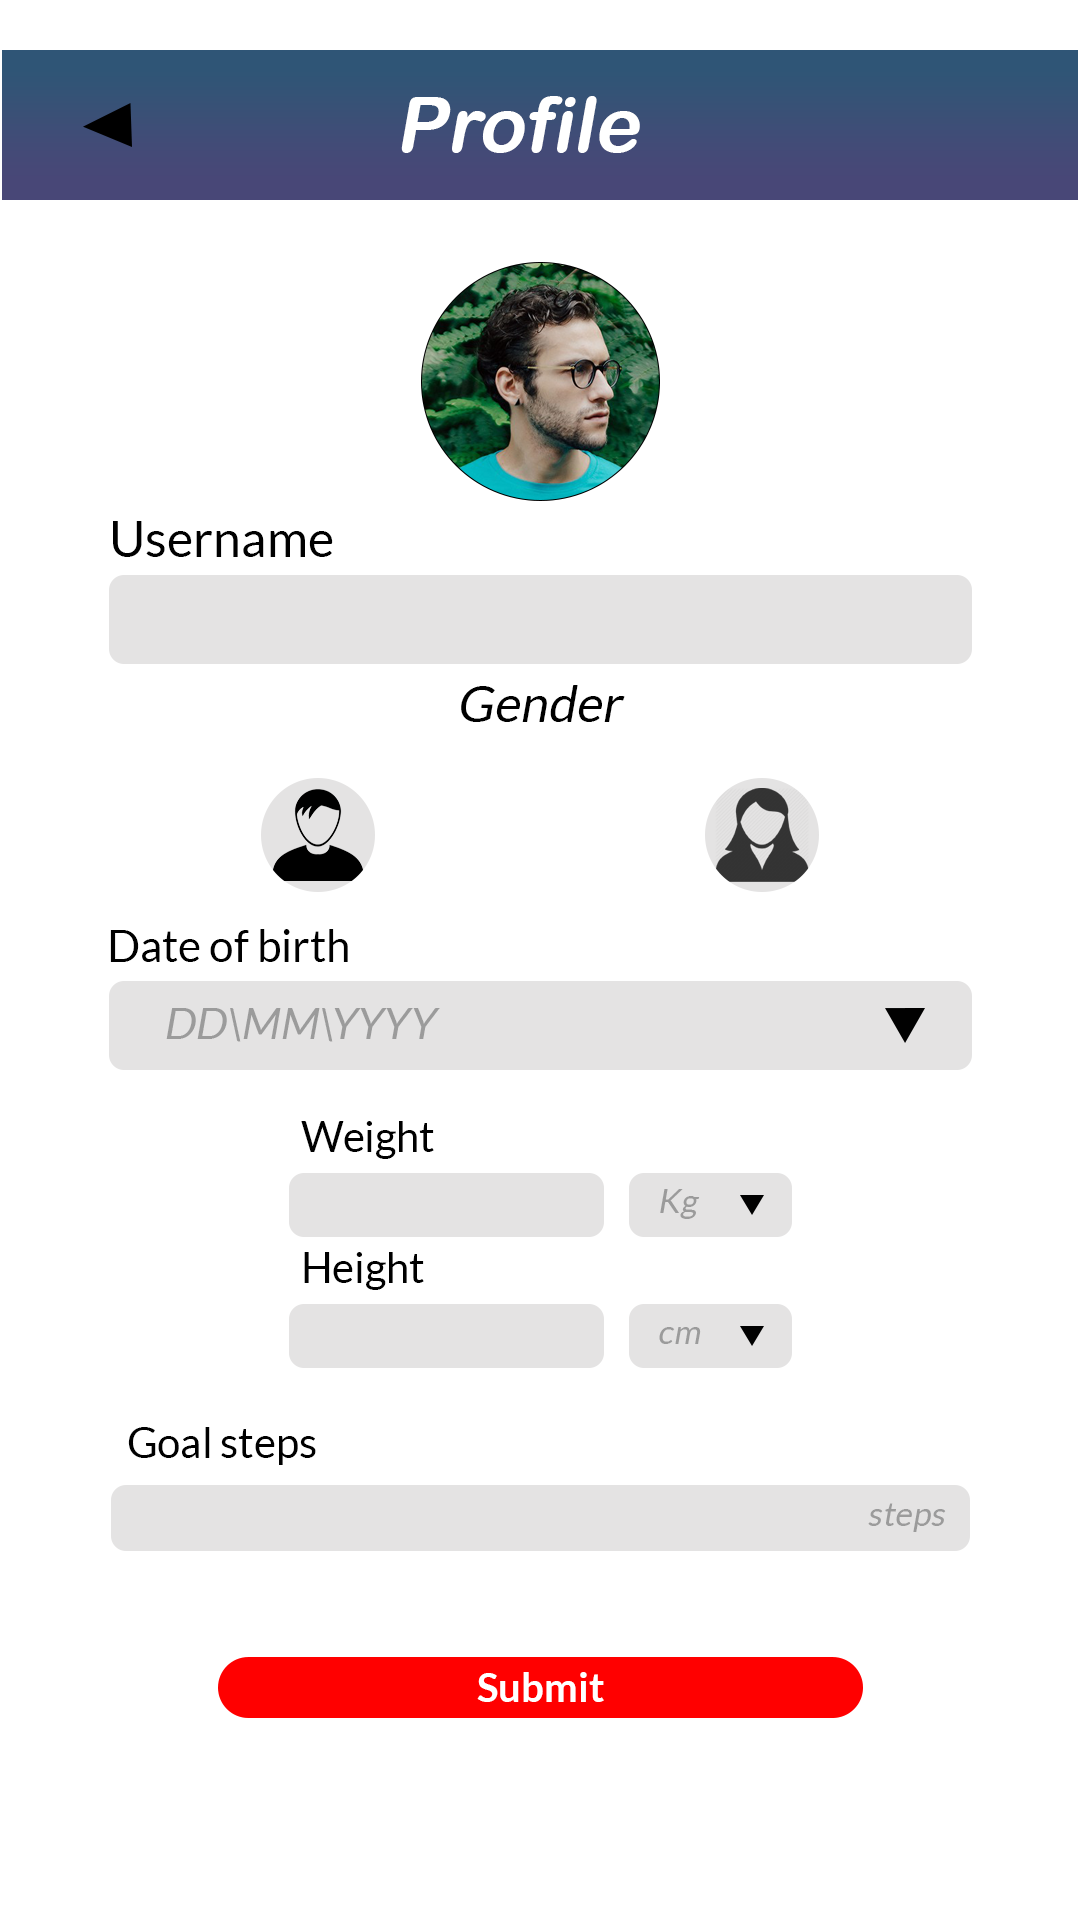 Profile
Username
Gender
Date of birth
DD\MM\YYYY
Weight
Kg
Height
cm
Goal steps
steps
Submit